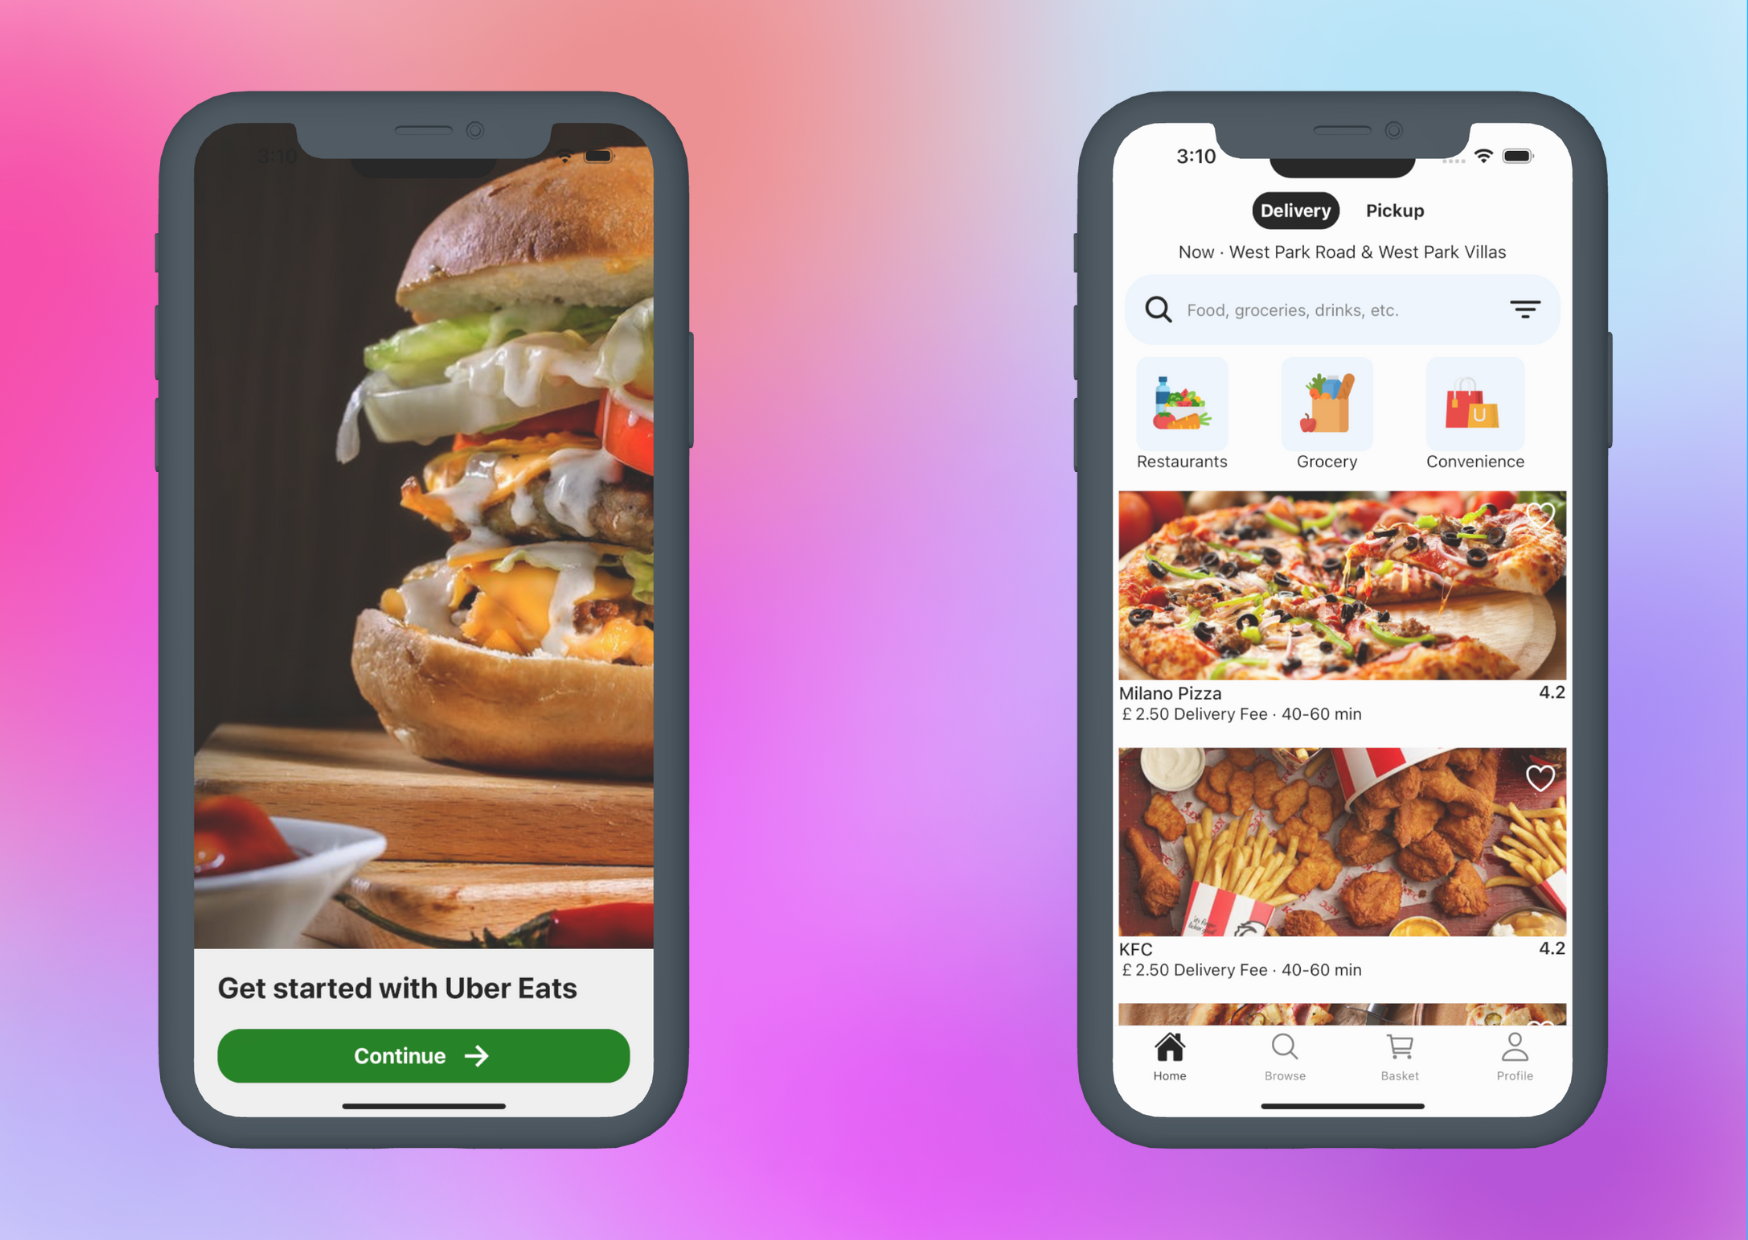 3:10
Get started with Uber Eats
Continue
3:10
Delivery Pickup
Now · West Park Road & West Park Villas
Food, groceries, drinks, etc.
Restaurants Grocery Convenience
Milano Pizza 4.2
£ 2.50 Delivery Fee · 40-60 min
KFC
KFC 4.2
£ 2.50 Delivery Fee · 40-60 min
Home Browse Basket Profile